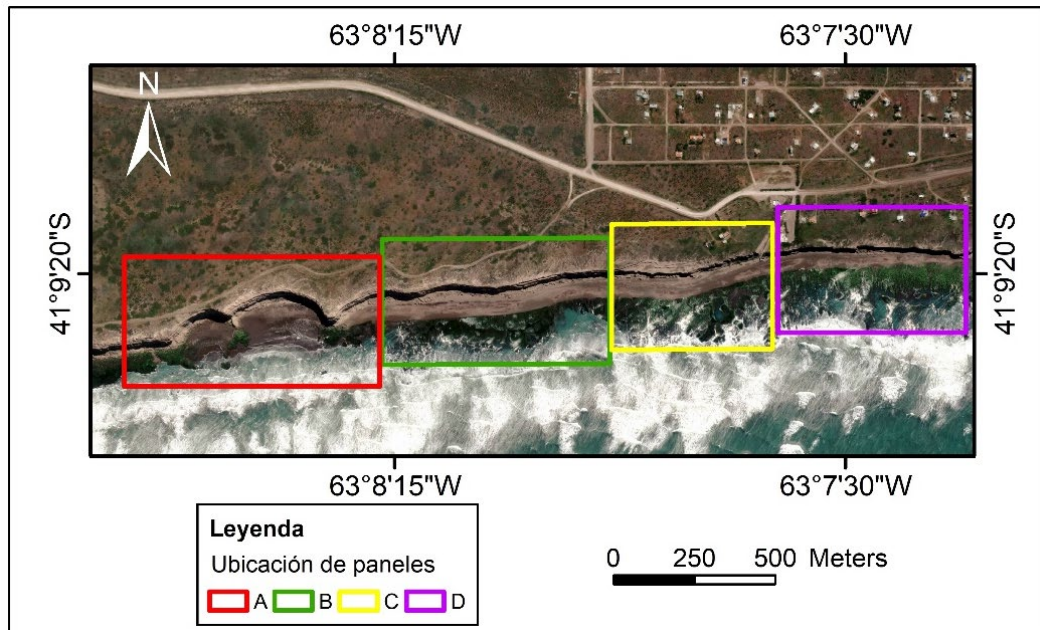 63°8'15"W 63°7'30"W
N
41°9'20"S 41°9'20"S
63°8'15"W 63°7'30"W
Leyenda
Ubicación de paneles
A B C D
0 250 500 Meters